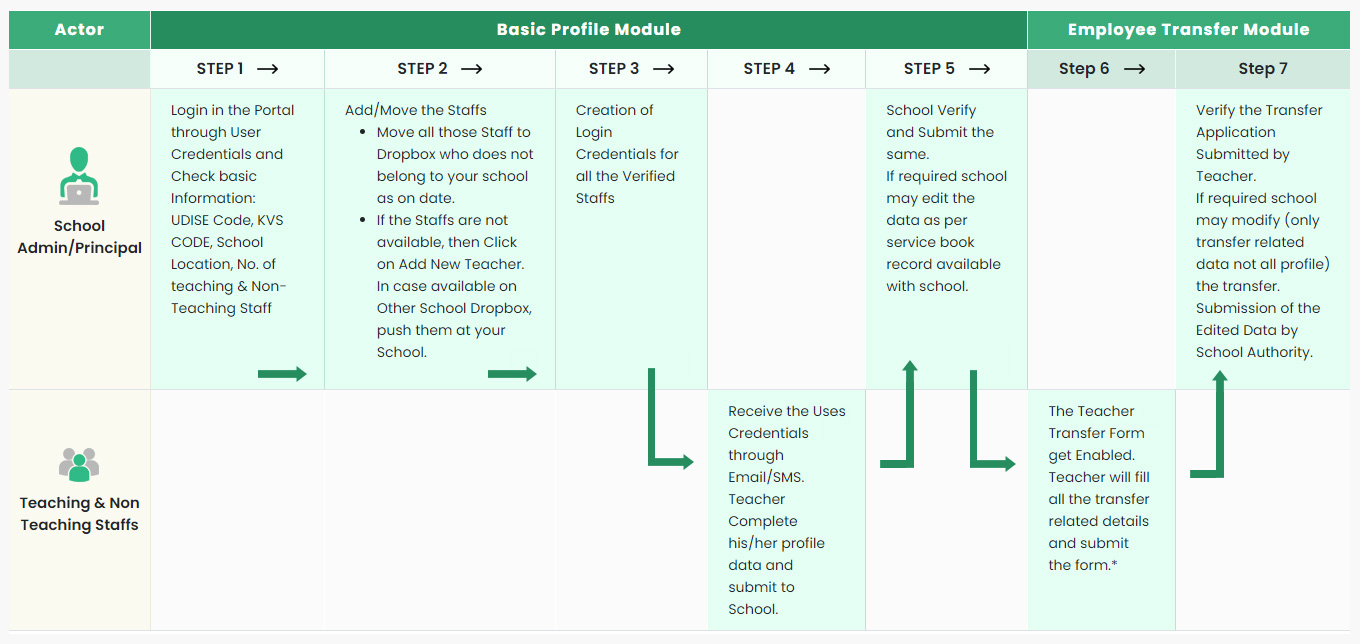 Actor
Basic Profile Module
Employee Transfer Module
STEP 1
STEP 2
STEP 3
STEP 4
STEP 5
Step 6
Step 7
School
Admin/Principal
Login in the Portal
through User
Credentials and
Check basic
Information:
UDISE Code, KVS
CODE, School
Location, No. of
teaching & Non-
Teaching Staff
Add/Move the Staffs
Move all those Staff to
Dropbox who does not
belong to your school
as on date.
If the Staffs are not
available, then Click
on Add New Teacher.
In case available on
Other School Dropbox,
push them at your
School.
Creation of
Login
Credentials for
all the Verified
Staffs
School Verify
and Submit the
same.
If required school
may edit the
data as per
service book
record available
with school.
Verify the Transfer
Application
Submitted by
Teacher.
If required school
may modify (only
transfer related
data not all profile)
the transfer.
Submission of the
Edited Data by
School Authority.
Teaching & Non
Teaching Staffs
Receive the Uses
Credentials
through
Email/SMS.
Teacher
Complete
his/her profile
data and
submit to
School.
The Teacher
Transfer Form
get Enabled.
Teacher will fill
all the transfer
related details
and submit
the form.*